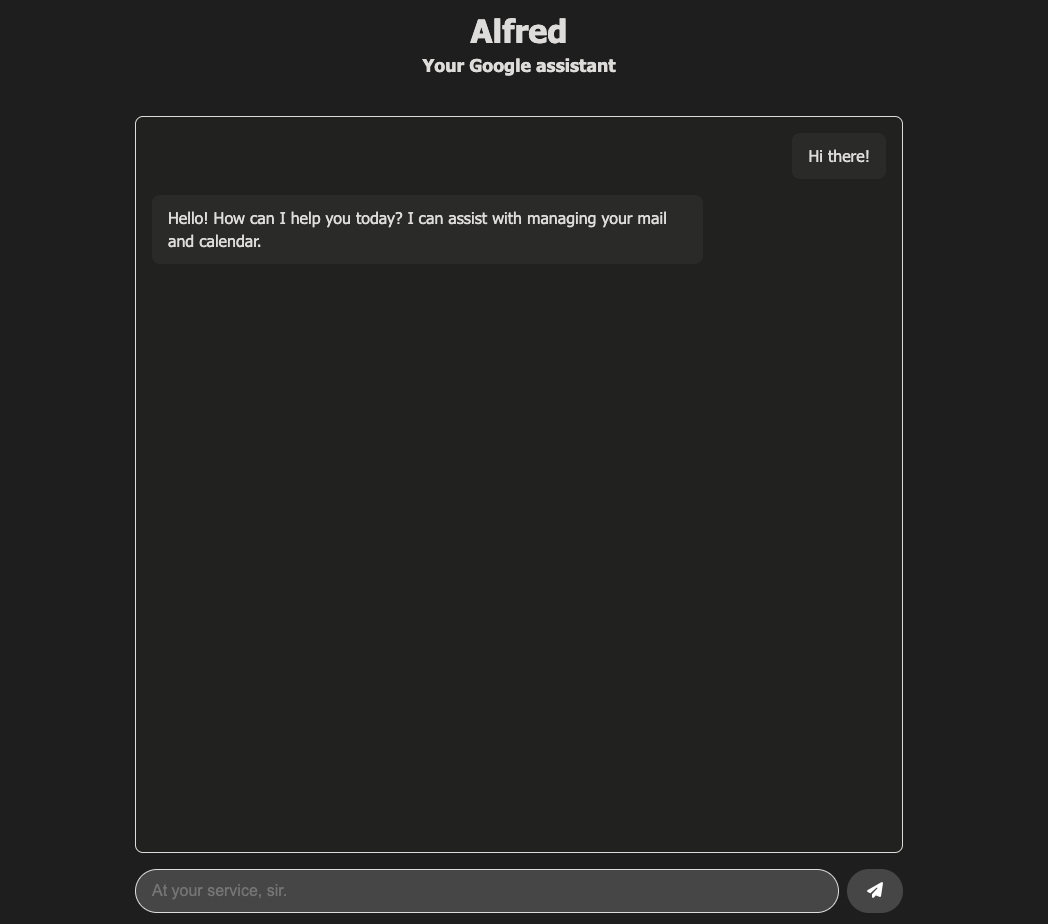 Alfred
Your Google assistant
Hi there!
Hello! How can I help you today? I can assist with managing your mail
and calendar.
At your service, sir.